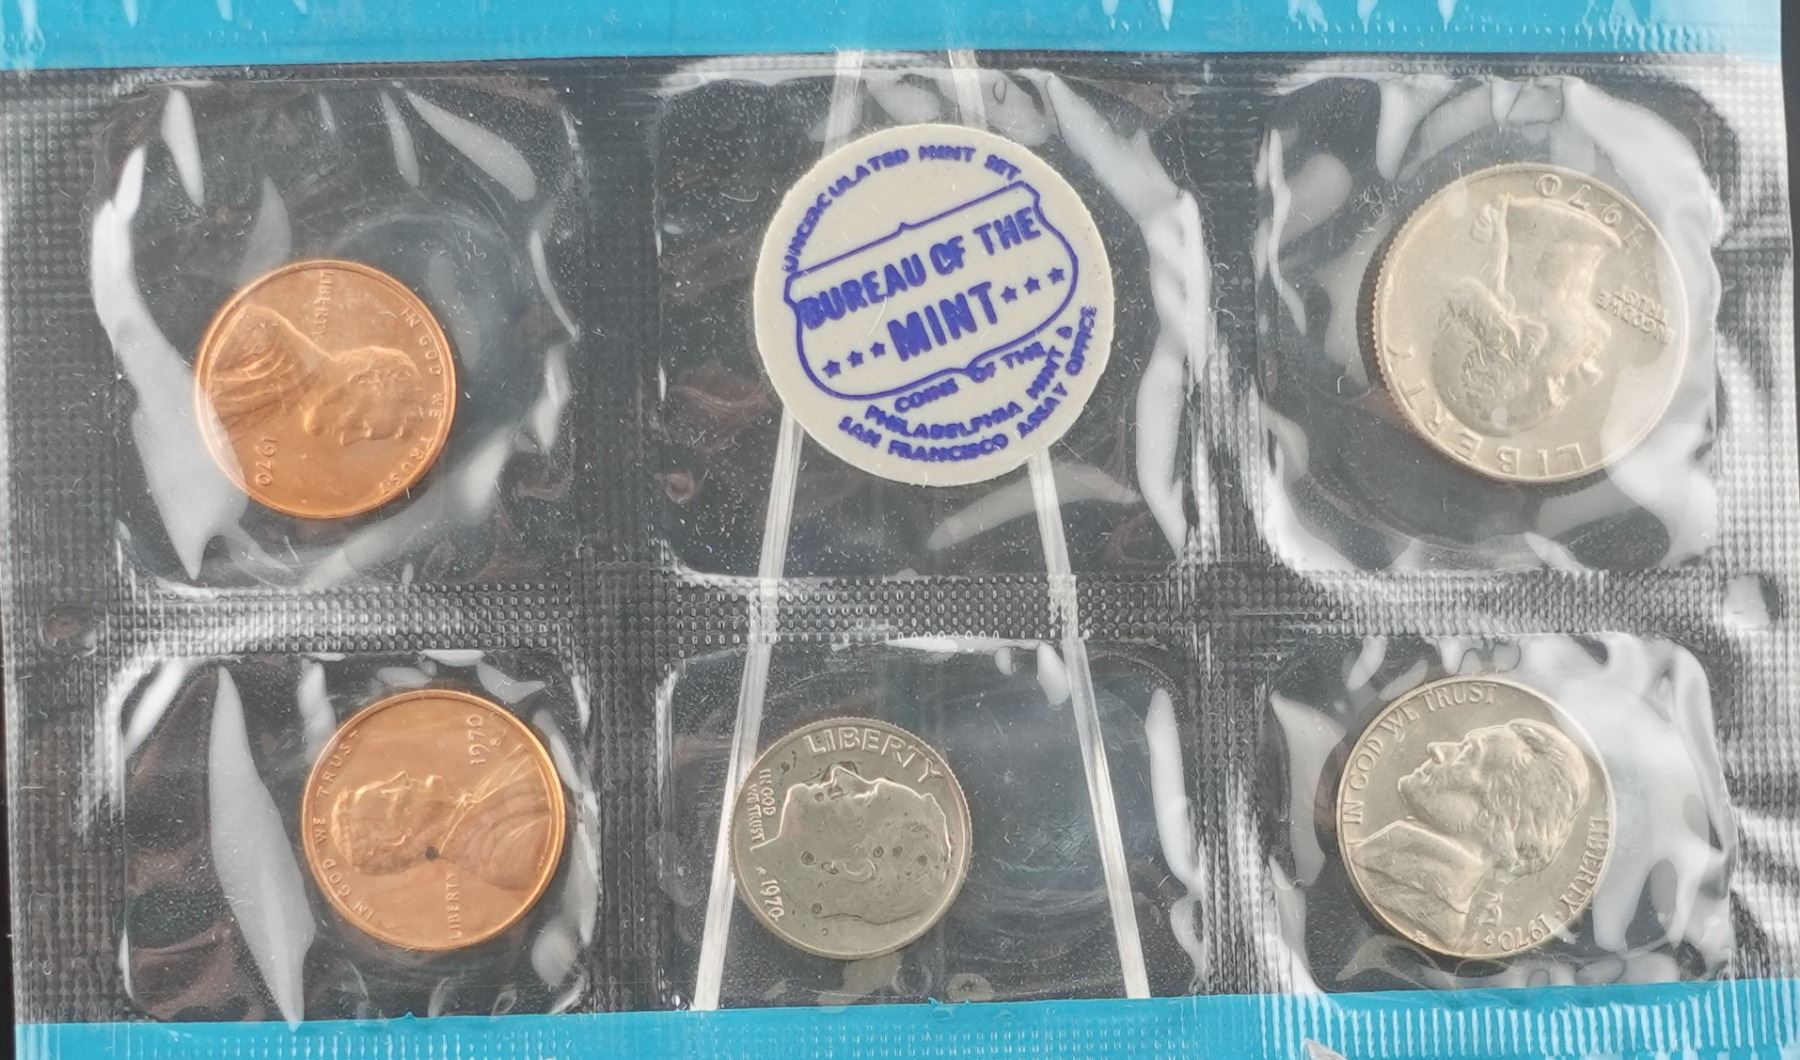 LIBERTY
IN GOD WE TRUST
1970
UNCIRCULATED MINT SET
BUREAU OF THE
MINT
COINS OF THE
PHILADELPHIA MINT &
SAN FRANCISCO ASSAY OFFICE
1970
IN GOD WE
TRUST
LIBERTY
IN GOD WE TRUST
1970
S
LIBERTY
LIBERTY
IN GOD
WE TRUST
1970
IN GOD WE TRUST
LIBERTY
1970